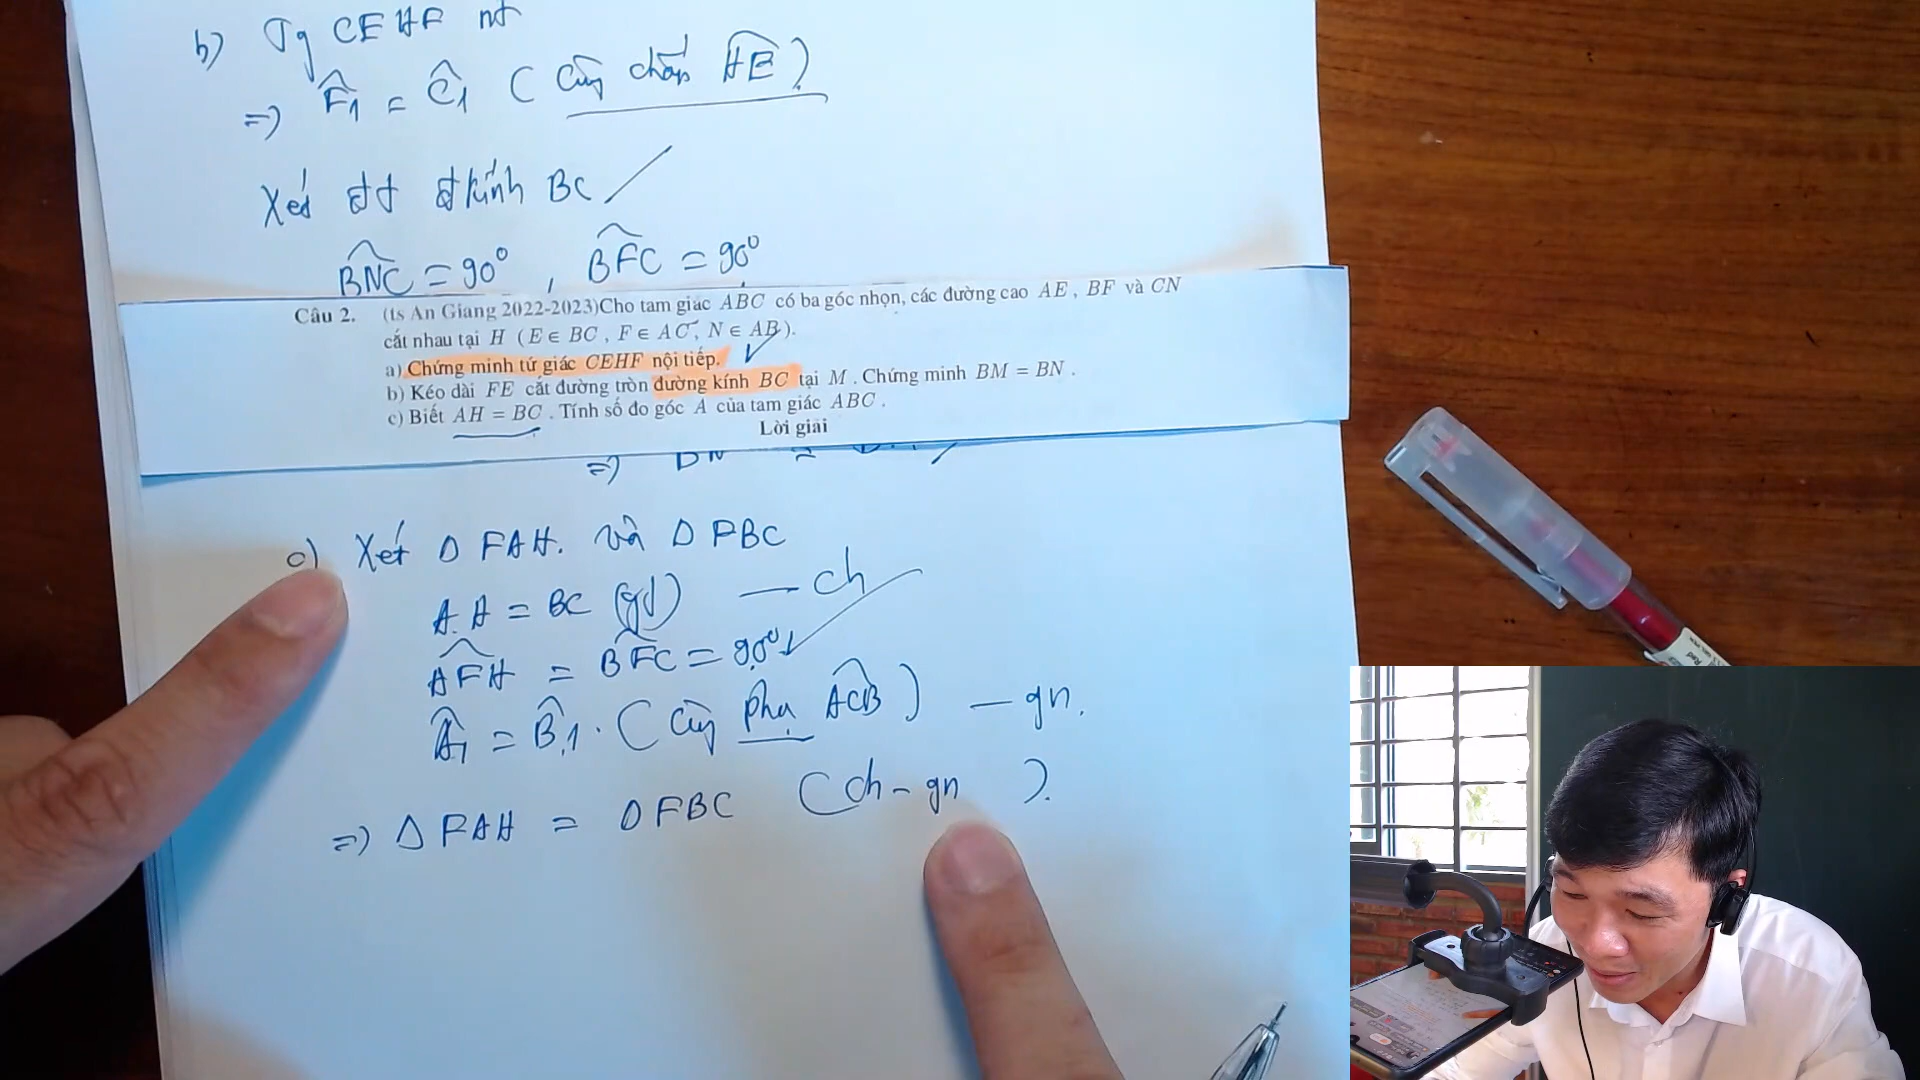 b) Tg CEHF nt
=> F̂1 = Ĉ1 ( cùng chắn HE )
Xét đt đkính BC
BNC = 90° , BFC = 90°
Câu 2. (ts An Giang 2022-2023)Cho tam giác ABC có ba góc nhọn, các đường cao AE , BF và CN
cắt nhau tại H ( E ∈ BC , F ∈ AC , N ∈ AB ).
a) Chứng minh tứ giác CEHF nội tiếp.
b) Kéo dài FE cắt đường tròn đường kính BC tại M . Chứng minh BM = BN .
c) Biết AH = BC . Tính số đo góc A của tam giác ABC .
Lời giải
=>
c) Xét Δ FAH. và Δ FBC
AH = BC (gt) — ch
AFH = BFC = 90°
Â1 = B̂1 . ( cùng phụ ACB ) — gn.
=> Δ FAH = Δ FBC (ch - gn ).